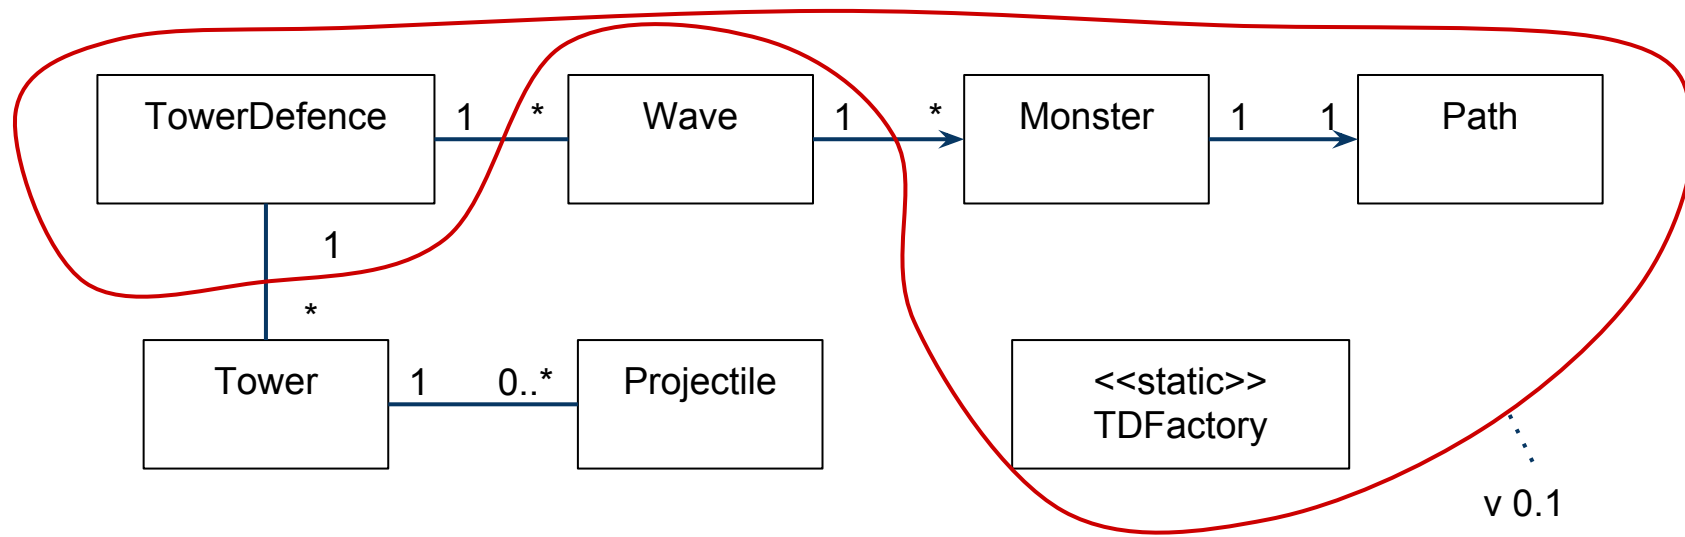 TowerDefence 1 * Wave 1 * Monster 1 1 Path
1
*
Tower 1 0..* Projectile <<static>>
TDFactory
v 0.1